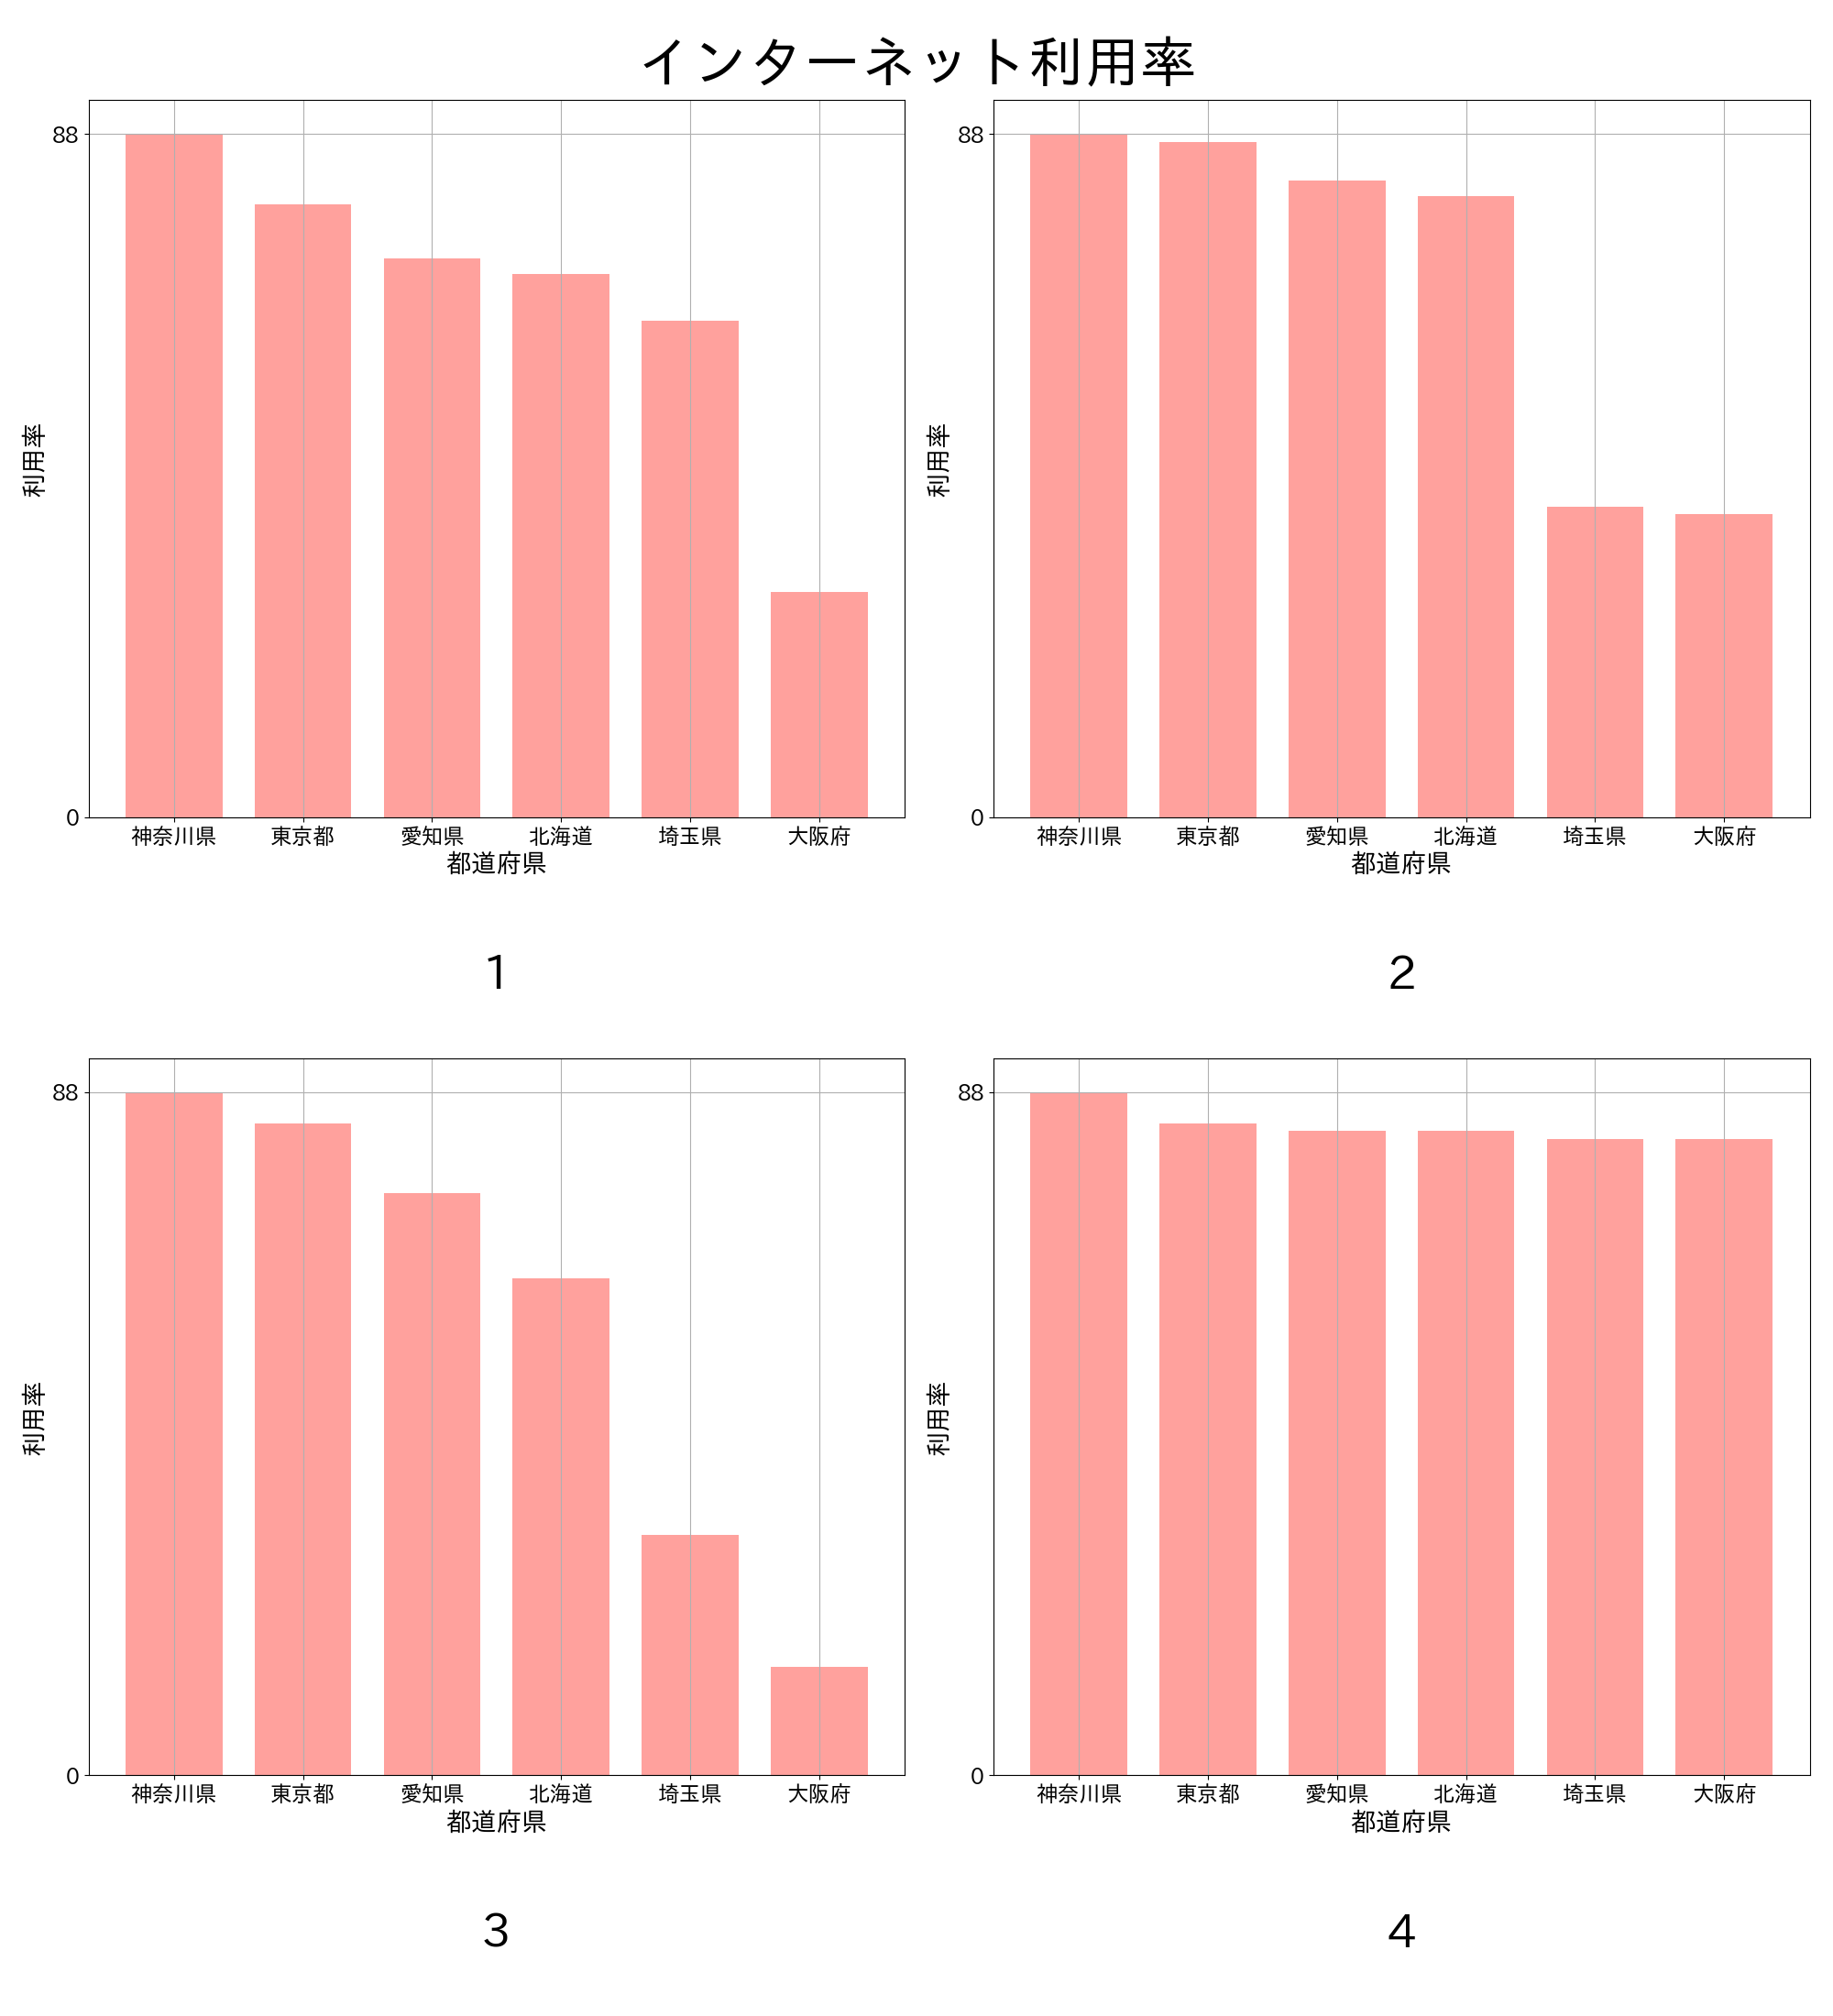 インターネット利用率
88
0
利用率
神奈川県 東京都 愛知県 北海道 埼玉県 大阪府
都道府県
1
88
0
利用率
神奈川県 東京都 愛知県 北海道 埼玉県 大阪府
都道府県
2
88
0
利用率
神奈川県 東京都 愛知県 北海道 埼玉県 大阪府
都道府県
3
88
0
利用率
神奈川県 東京都 愛知県 北海道 埼玉県 大阪府
都道府県
4